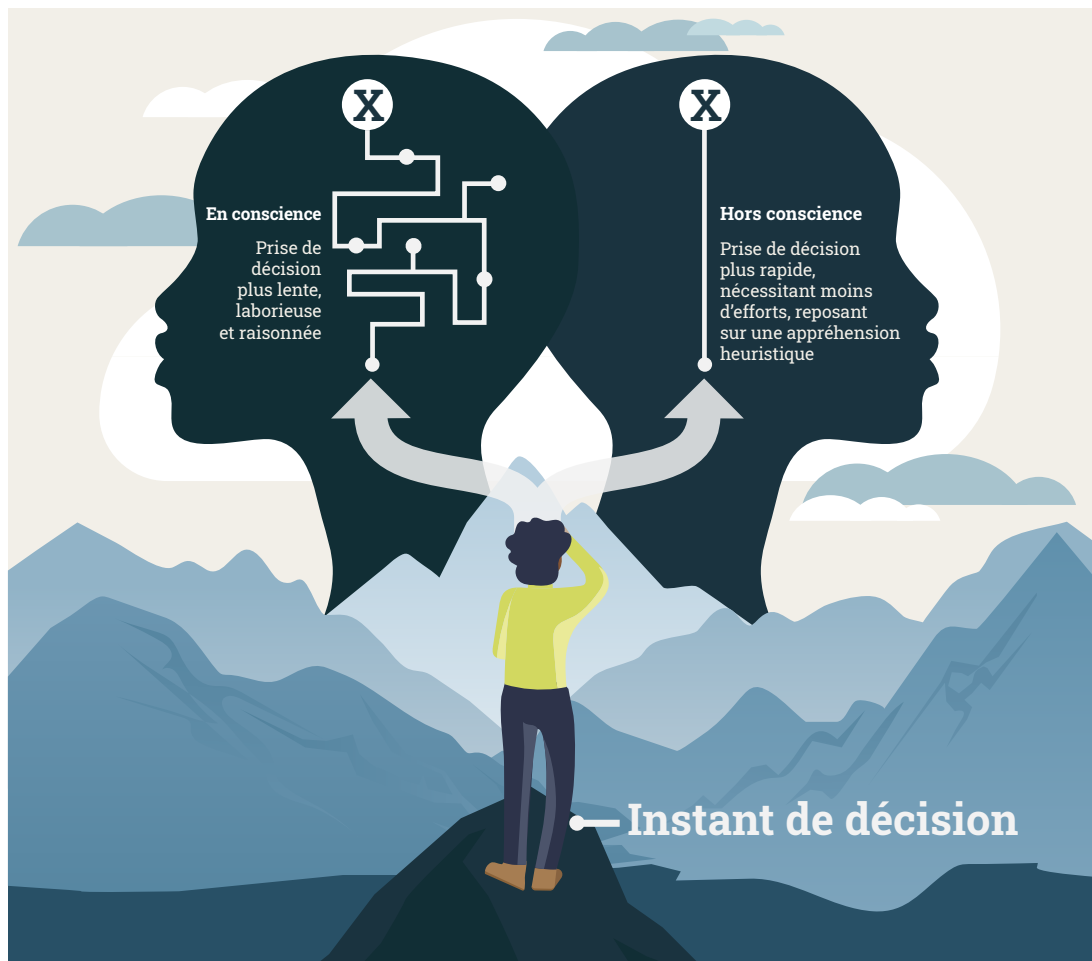 X
En conscience
Prise de
décision
plus lente,
laborieuse
et raisonnée
X
Hors conscience
Prise de décision
plus rapide,
nécessitant moins
d’efforts, reposant
sur une appréhension
heuristique
Instant de décision